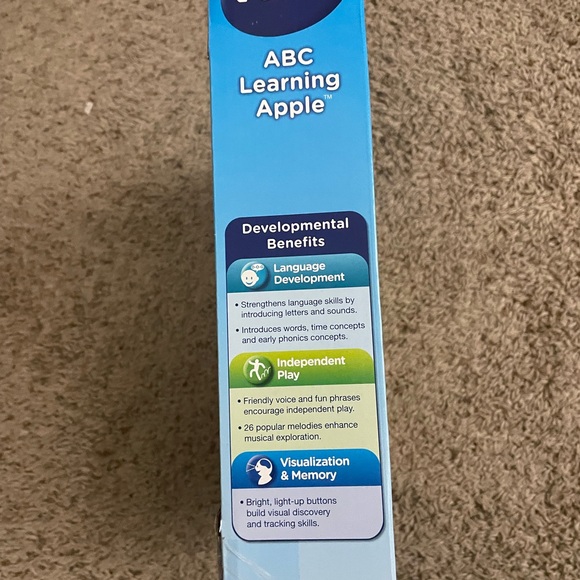 ABC
Learning
Apple™
Developmental
Benefits
Language
Development
• Strengthens language skills by
introducing letters and sounds.
• Introduces words, time concepts
and early phonics concepts.
Independent
Play
• Friendly voice and fun phrases
encourage independent play.
• 26 popular melodies enhance
musical exploration.
Visualization
& Memory
• Bright, light-up buttons
build visual discovery
and tracking skills.